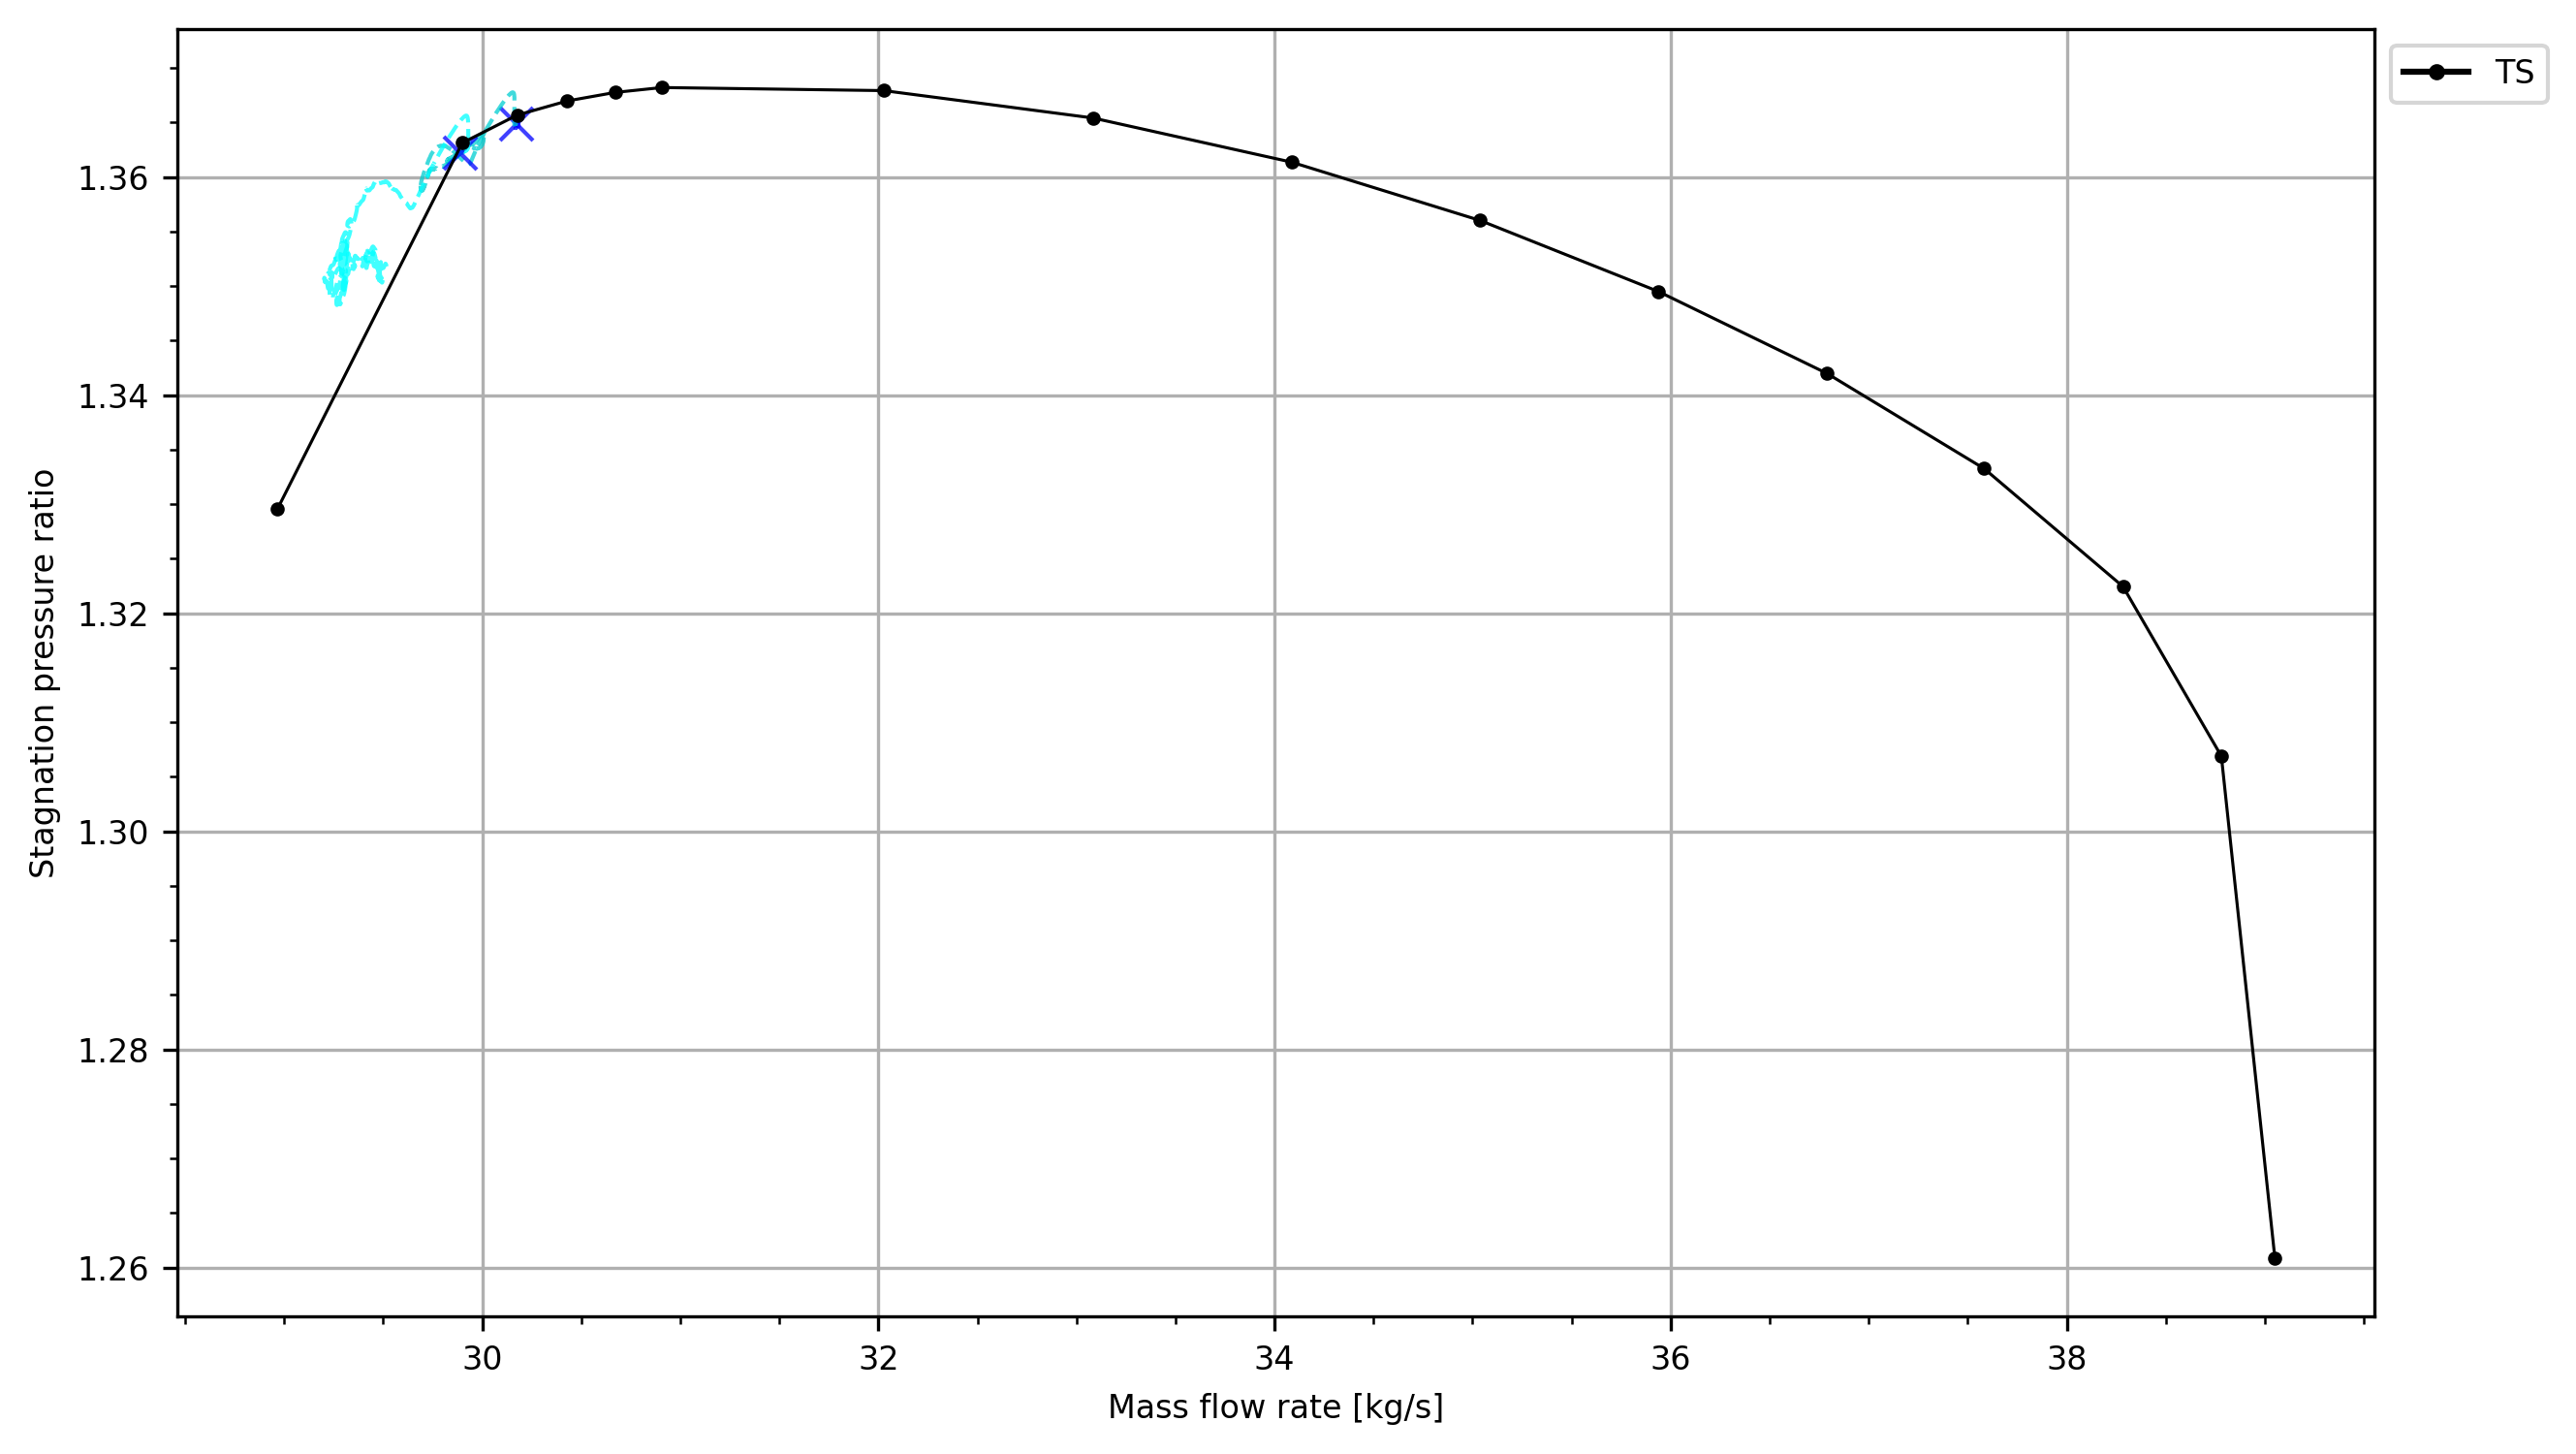 TS
1.36
1.34
1.32
1.30
1.28
1.26
Stagnation pressure ratio
30 32 34 36 38
Mass flow rate [kg/s]